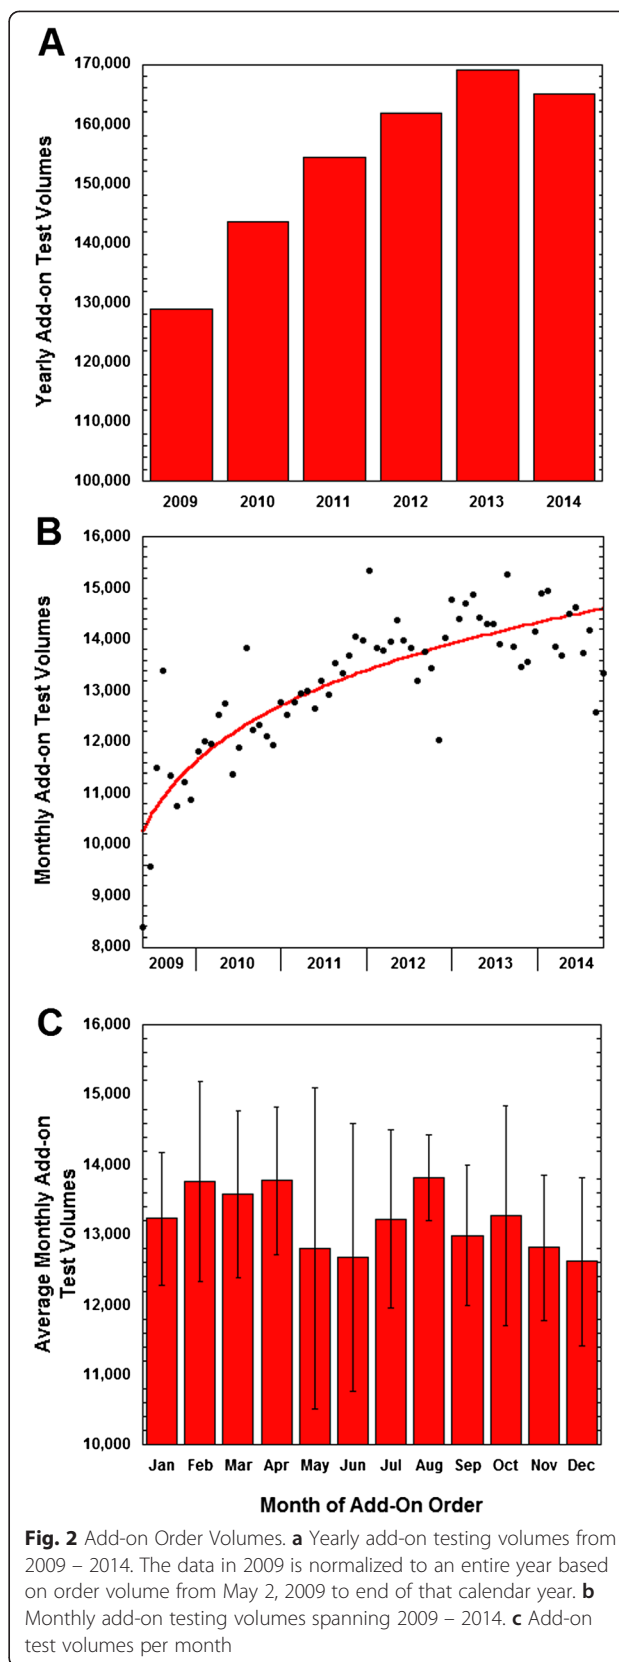 A
170,000
160,000
150,000
140,000
130,000
120,000
110,000
100,000
Yearly Add-on Test Volumes
2009 2010 2011 2012 2013 2014
B
16,000
15,000
14,000
13,000
12,000
11,000
10,000
9,000
8,000
Monthly Add-on Test Volumes
2009 2010 2011 2012 2013 2014
C
16,000
15,000
14,000
13,000
12,000
11,000
10,000
Average Monthly Add-on
Test Volumes
Jan Feb Mar Apr May Jun Jul Aug Sep Oct Nov Dec
Month of Add-On Order
Fig. 2 Add-on Order Volumes. a Yearly add-on testing volumes from
2009 – 2014. The data in 2009 is normalized to an entire year based
on order volume from May 2, 2009 to end of that calendar year. b
Monthly add-on testing volumes spanning 2009 – 2014. c Add-on
test volumes per month